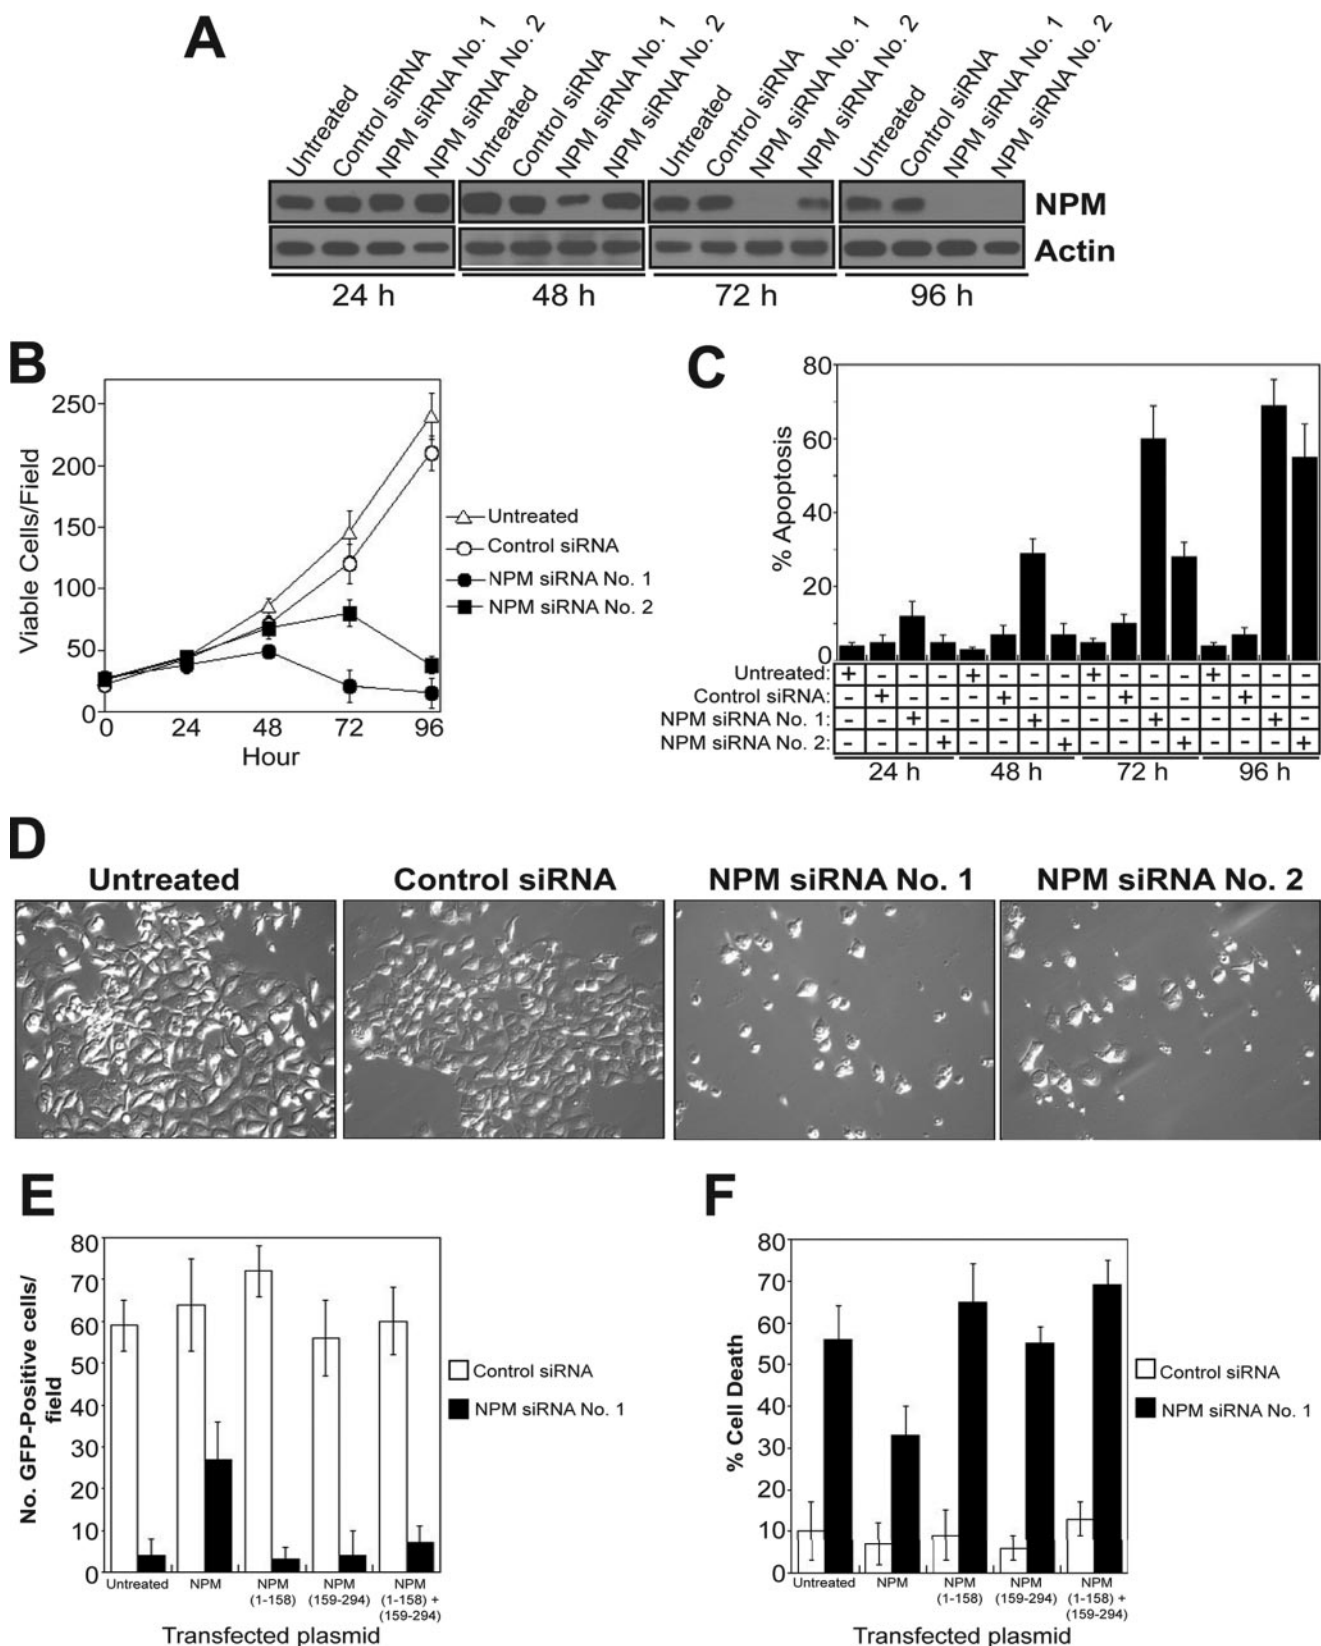 A
Untreated
Control siRNA
NPM siRNA No. 1
NPM siRNA No. 2
Untreated
Control siRNA
NPM siRNA No. 1
NPM siRNA No. 2
Untreated
Control siRNA
NPM siRNA No. 1
NPM siRNA No. 2
Untreated
Control siRNA
NPM siRNA No. 1
NPM siRNA No. 2
NPM
Actin
24 h 48 h 72 h 96 h
B
Viable Cells/Field
250
200
150
100
50
0
0 24 48 72 96
Hour
Untreated
Control siRNA
NPM siRNA No. 1
NPM siRNA No. 2
C
% Apoptosis
80
60
40
20
0
Untreated: + - - - + - - - + - - - + - - -
Control siRNA: - + - - - + - - - + - - - + - -
NPM siRNA No. 1: - - + - - - + - - - + - - - + -
NPM siRNA No. 2: - - - + - - - + - - - + - - - +
24 h 48 h 72 h 96 h
D
Untreated Control siRNA NPM siRNA No. 1 NPM siRNA No. 2
E
No. GFP-Positive cells/
field
80
70
60
50
40
30
20
10
0
Untreated NPM NPM NPM NPM
(1-158) (159-294) (1-158) +
(159-294)
Transfected plasmid
Control siRNA
NPM siRNA No. 1
F
% Cell Death
80
70
60
50
40
30
20
10
0
Untreated NPM NPM NPM NPM
(1-158) (159-294) (1-158) +
(159-294)
Transfected plasmid
Control siRNA
NPM siRNA No. 1